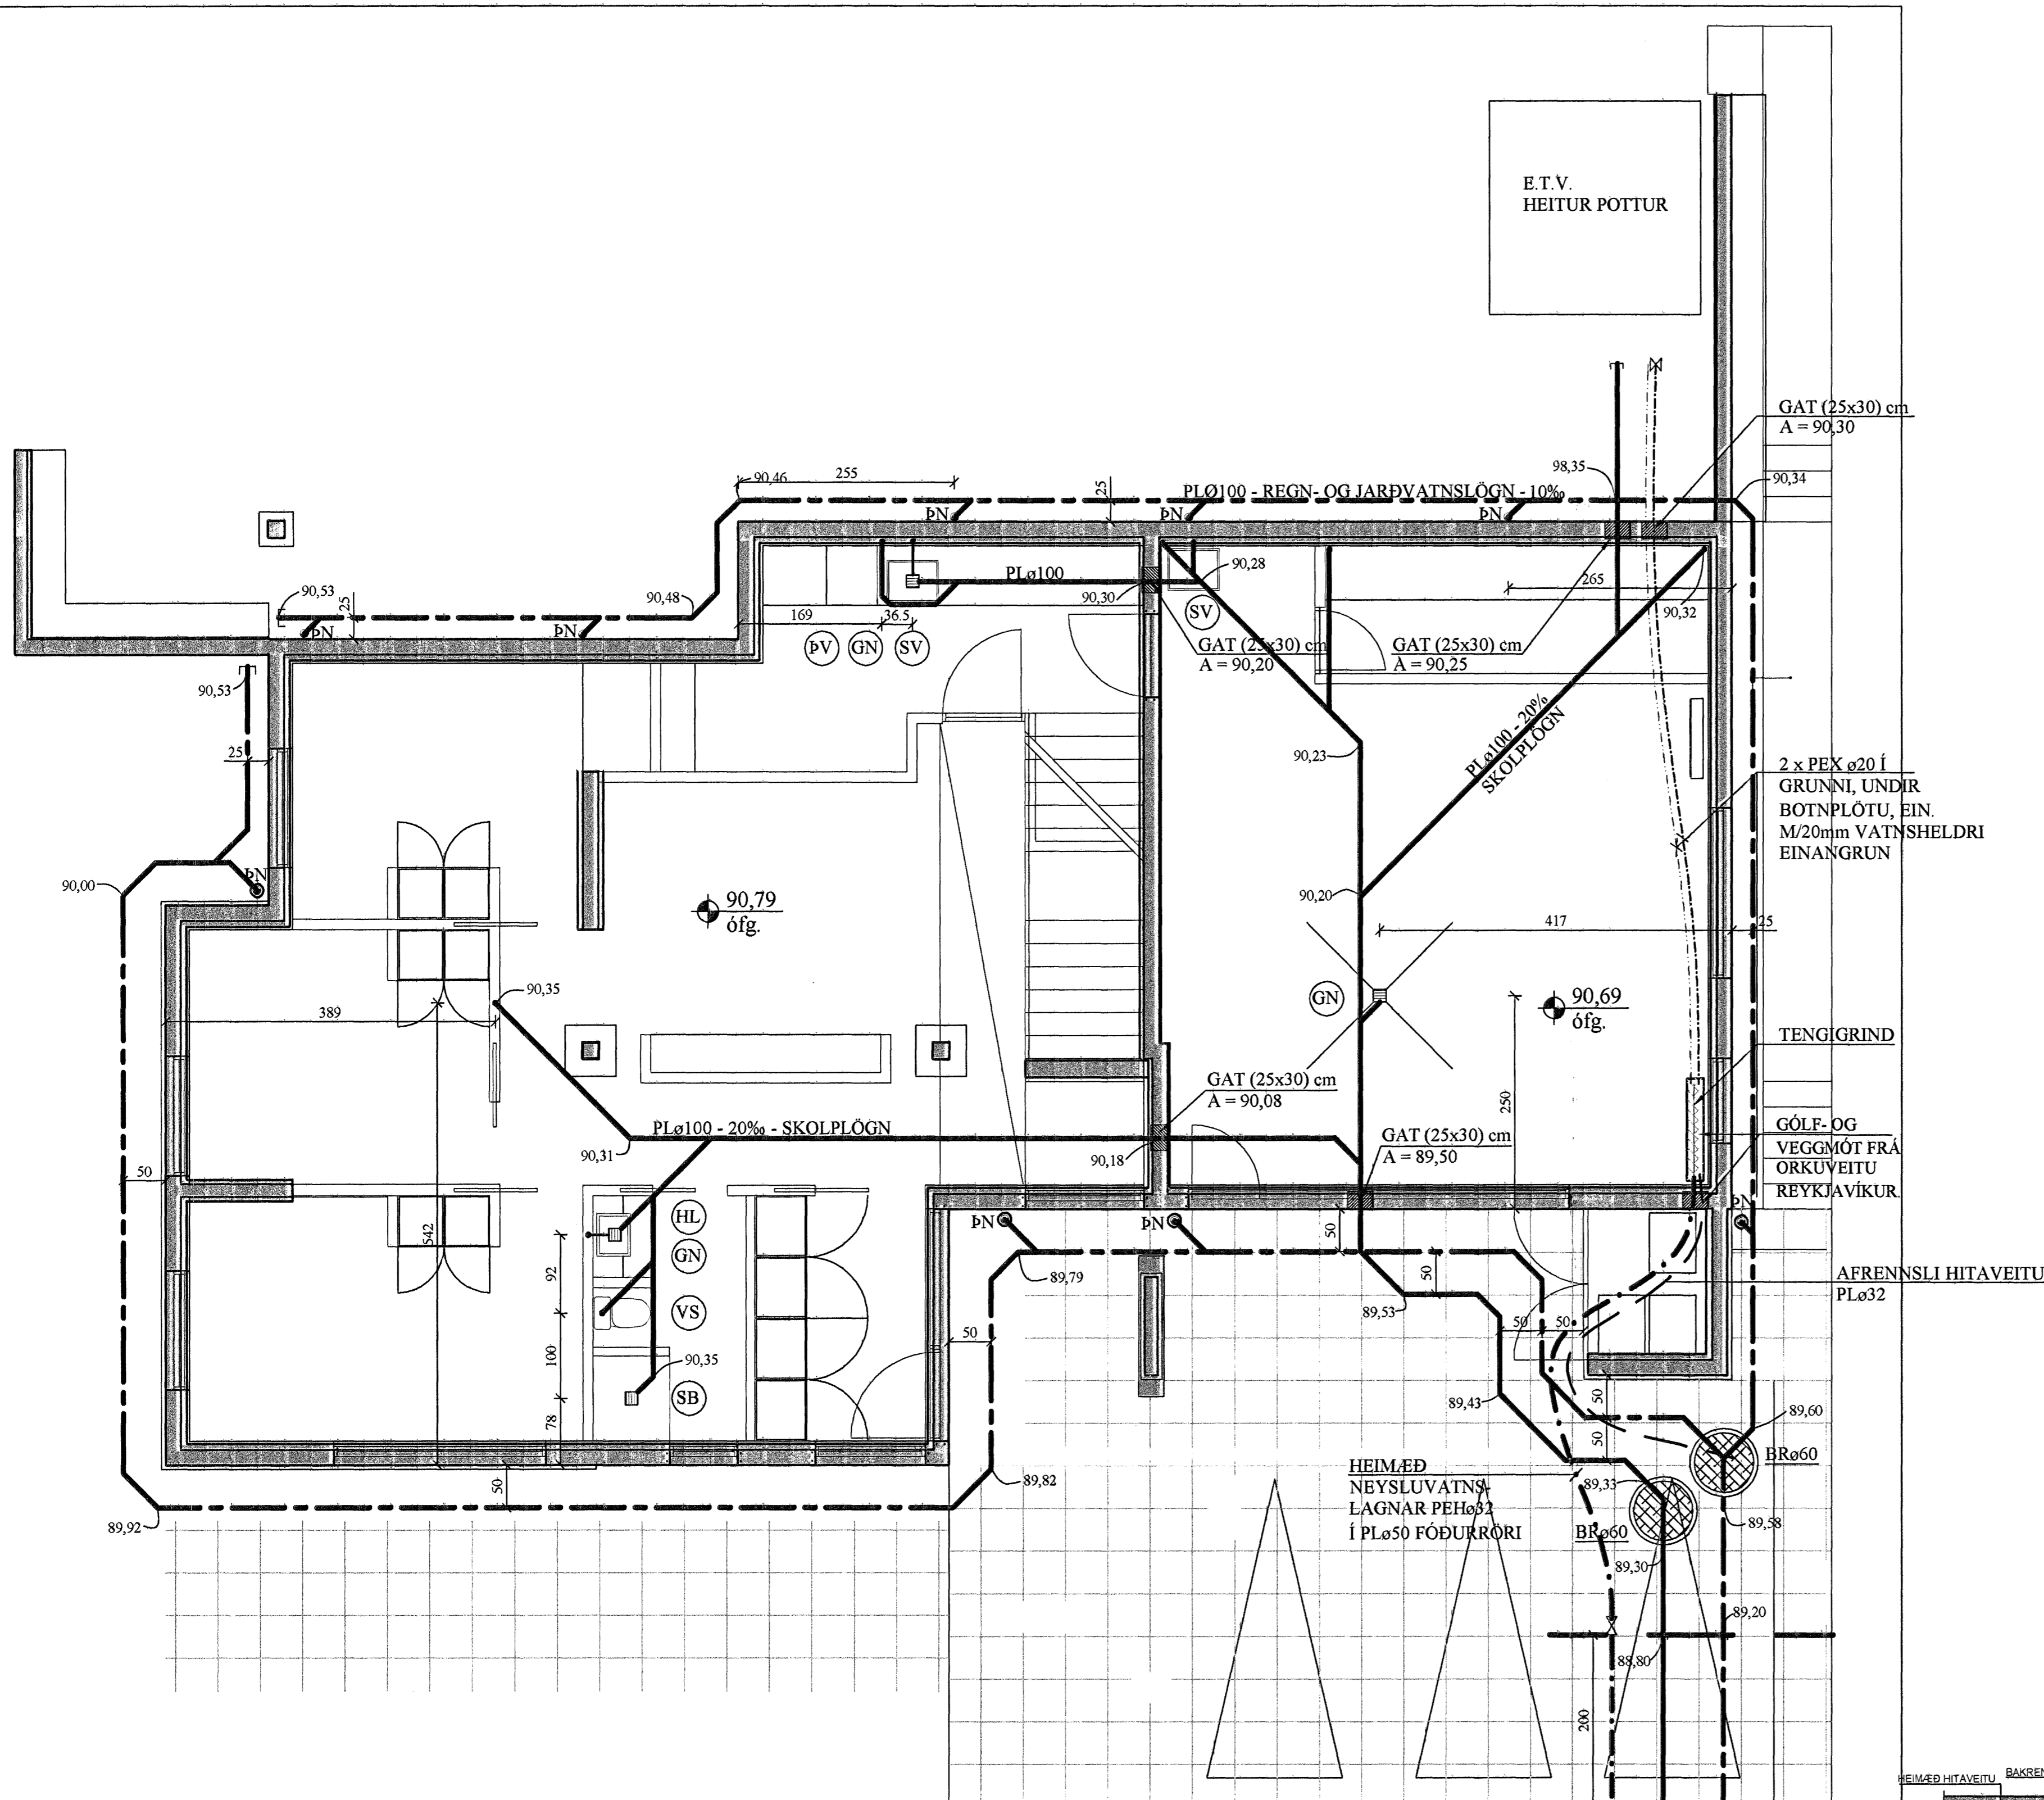 E.T.V.
HEITUR POTTUR
GAT (25x30) cm
A = 90,30
98,35
90,34
90,46
255
25
PLØ100 - REGN- OG JARÐVATNSLÖGN - 10‰
ÞN
ÞN
ÞN
90,53
25
90,48
ÞN
ÞN
PLø100
90,28
90,30
265
90,32
169
36.5
ÞV
GN
SV
SV
GAT (25x30) cm
A = 90,20
GAT (25x30) cm
A = 90,25
90,53
25
90,23
PLø100 - 20%
SKOLPLÖGN
2 x PEX ø20 Í
GRUNNI, UNDIR
BOTNPLÖTU, EIN.
M/20mm VATNSHELDRI
EINANGRUN
90,00
ÞN
90,79
ófg.
90,20
417
25
90,35
389
GN
90,69
ófg.
TENGIGRIND
250
GAT (25x30) cm
A = 90,08
PLø100 - 20‰ - SKOLPLÖGN
90,31
90,18
GAT (25x30) cm
A = 89,50
GÓLF- OG
VEGGMÓT FRÁ
ORKUVEITU
REYKJAVÍKUR.
50
542
HL
GN
VS
SB
92
100
78
90,35
ÞN
ÞN
ÞN
50
50
89,79
89,53
50
50
50
AFRENNSLI HITAVEITU
PLø32
89,43
50
50
89,60
BRø60
50
89,82
89,92
HEIMÆÐ
NEYSLUVATNS-
LAGNAR PEHø32
Í PLø50 FÓÐURRÖRI
89,33
BRø60
89,58
89,30
89,20
88,80
200
HEIMÆÐ HITAVEITU
BAKREN